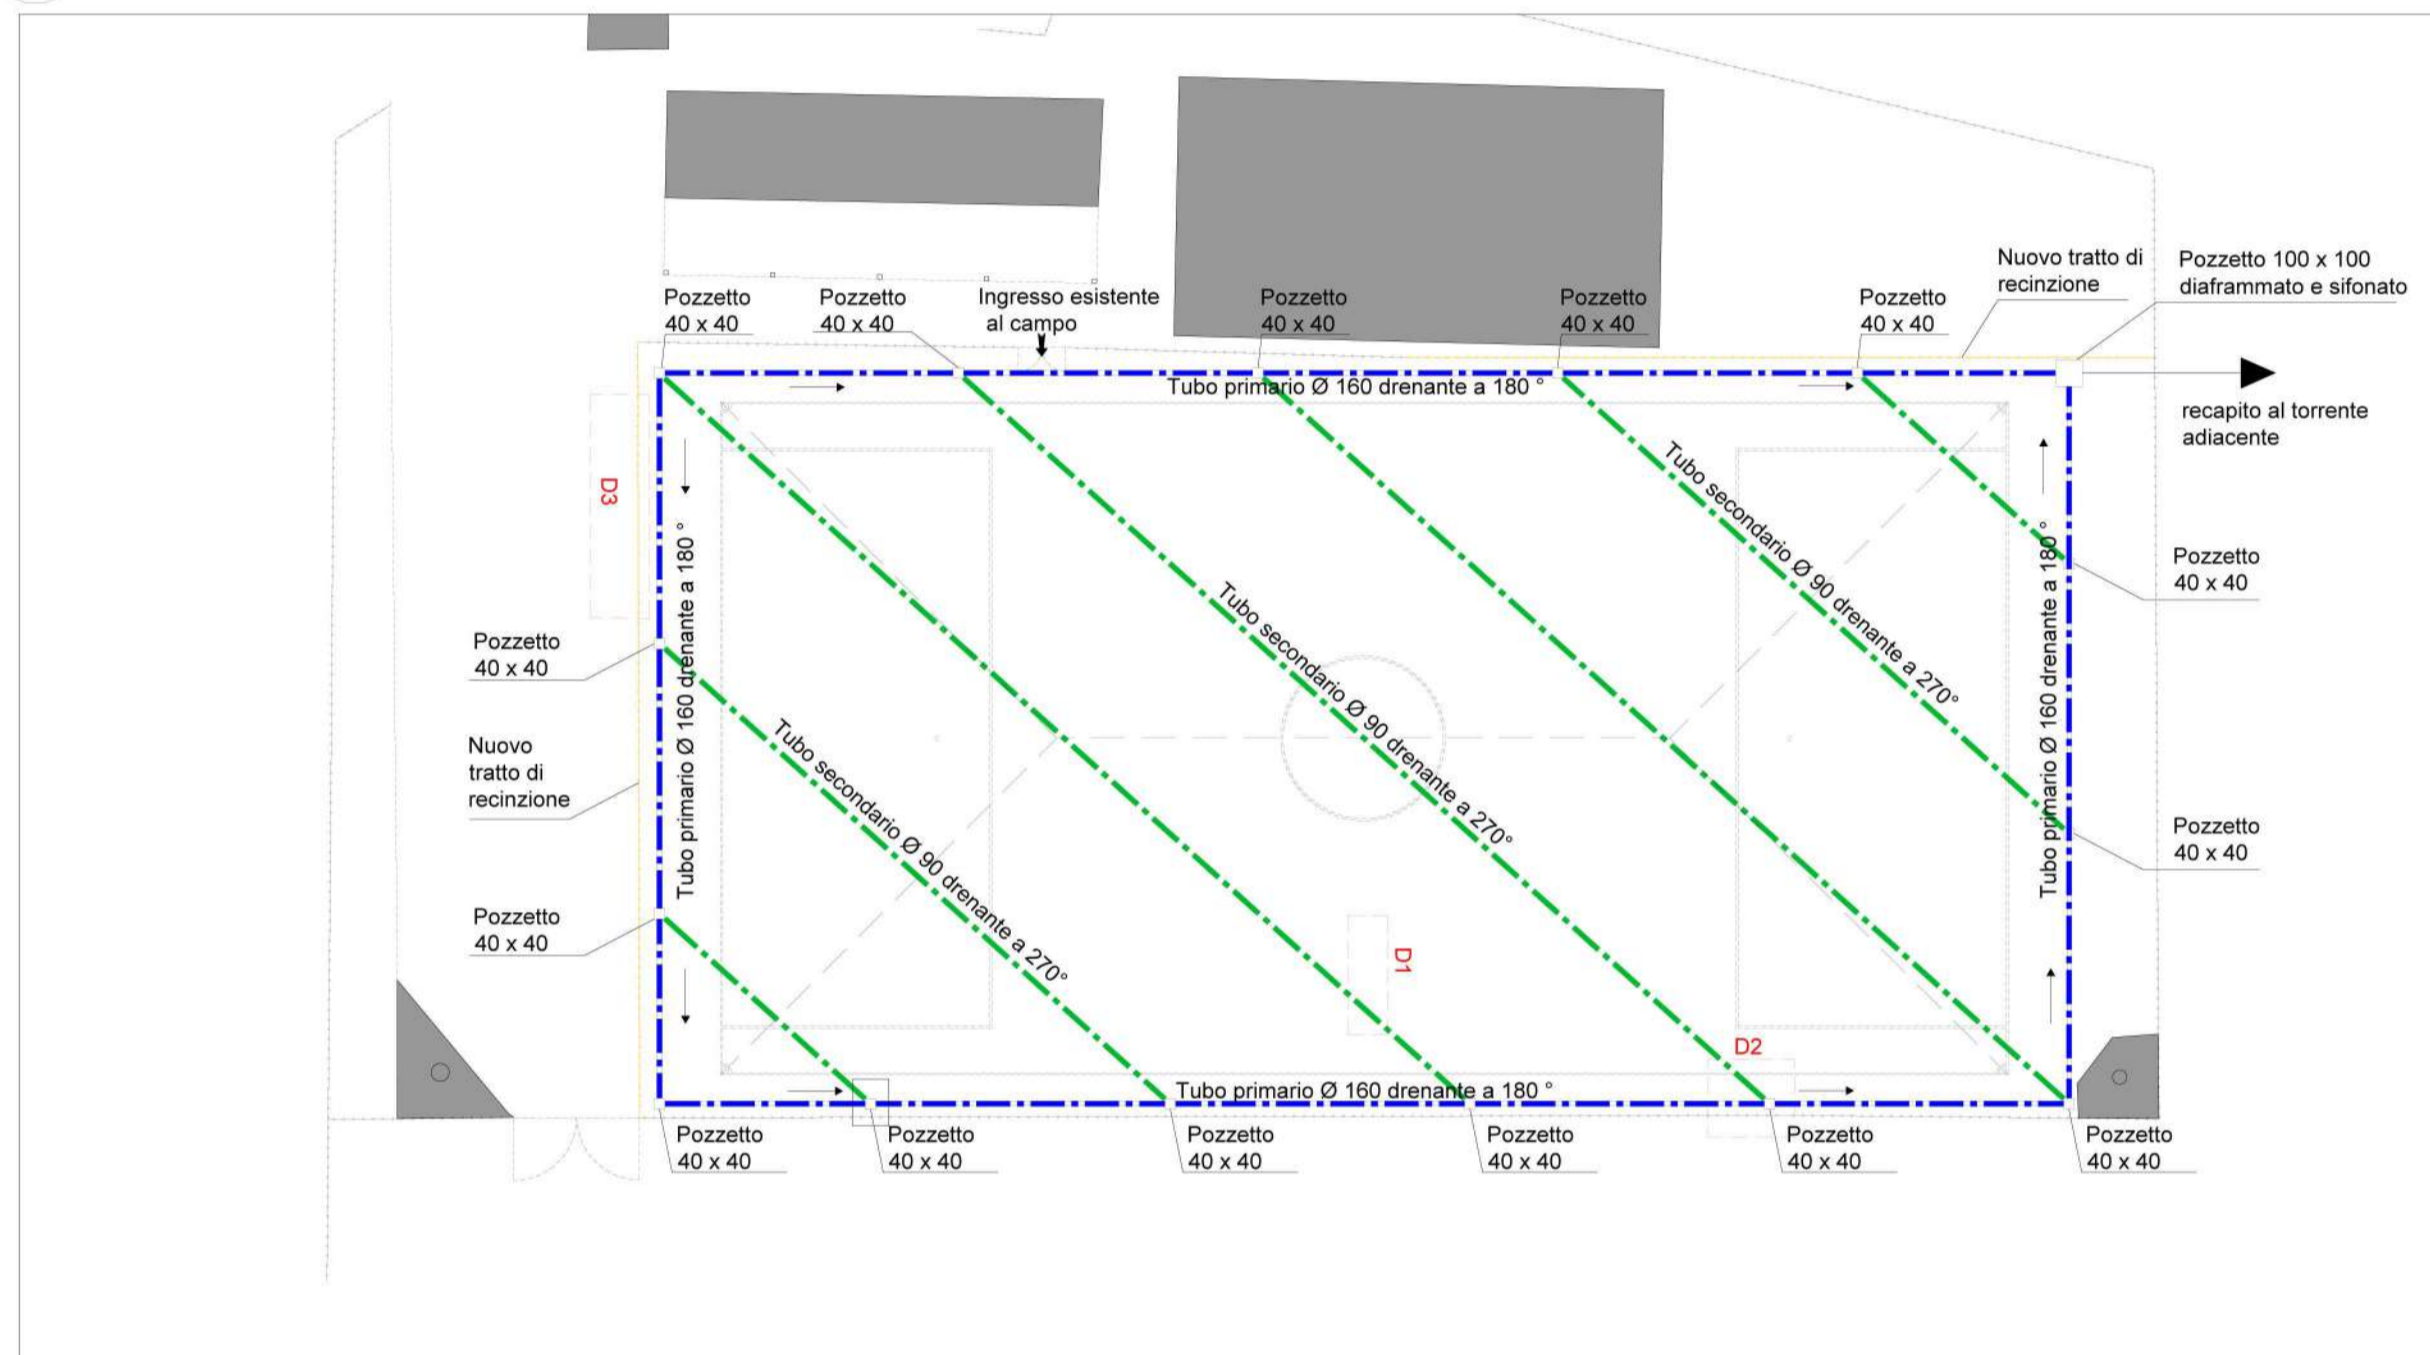 Nuovo tratto di
recinzione
Pozzetto 100 x 100
diaframmato e sifonato
Pozzetto
40 x 40
Pozzetto
40 x 40
Ingresso esistente
al campo
Pozzetto
40 x 40
Pozzetto
40 x 40
Pozzetto
40 x 40
Tubo primario Ø 160 drenante a 180 °
recapito al torrente
adiacente
D3
Tubo primario Ø 160 drenante a 180 °
Tubo secondario Ø 90 drenante a 270°
Tubo secondario Ø 90 drenante a 270°
Tubo secondario Ø 90 drenante a 270°
Tubo primario Ø 160 drenante a 180 °
Pozzetto
40 x 40
Pozzetto
40 x 40
Nuovo
tratto di
recinzione
Pozzetto
40 x 40
Pozzetto
40 x 40
D1
D2
Tubo primario Ø 160 drenante a 180 °
Pozzetto
40 x 40
Pozzetto
40 x 40
Pozzetto
40 x 40
Pozzetto
40 x 40
Pozzetto
40 x 40
Pozzetto
40 x 40